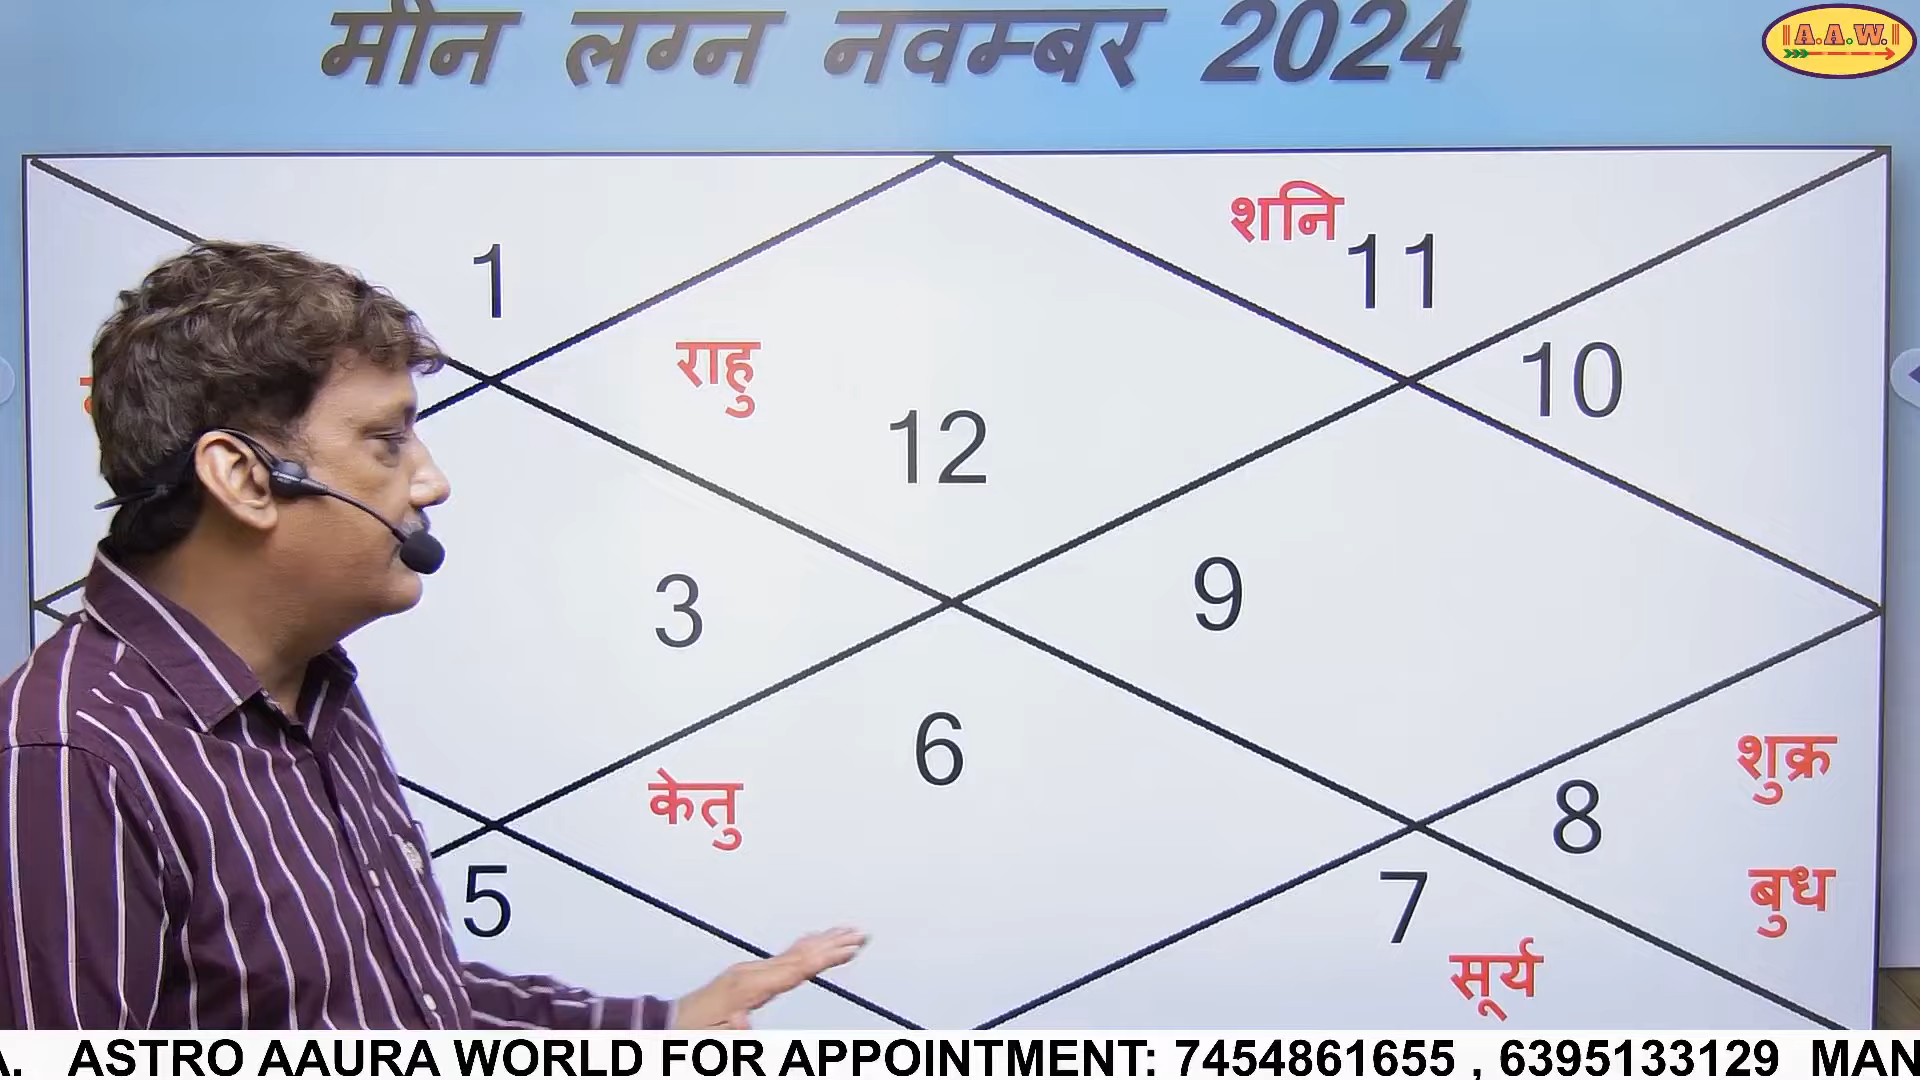 मीन लग्न नवम्बर 2024
A.A.W.
शनि
1
11
राहु
10
12
3
9
6
शुक्र
केतु
8
5
7
बुध
सूर्य
ASTRO AAURA WORLD FOR APPOINTMENT: 7454861655 , 6395133129